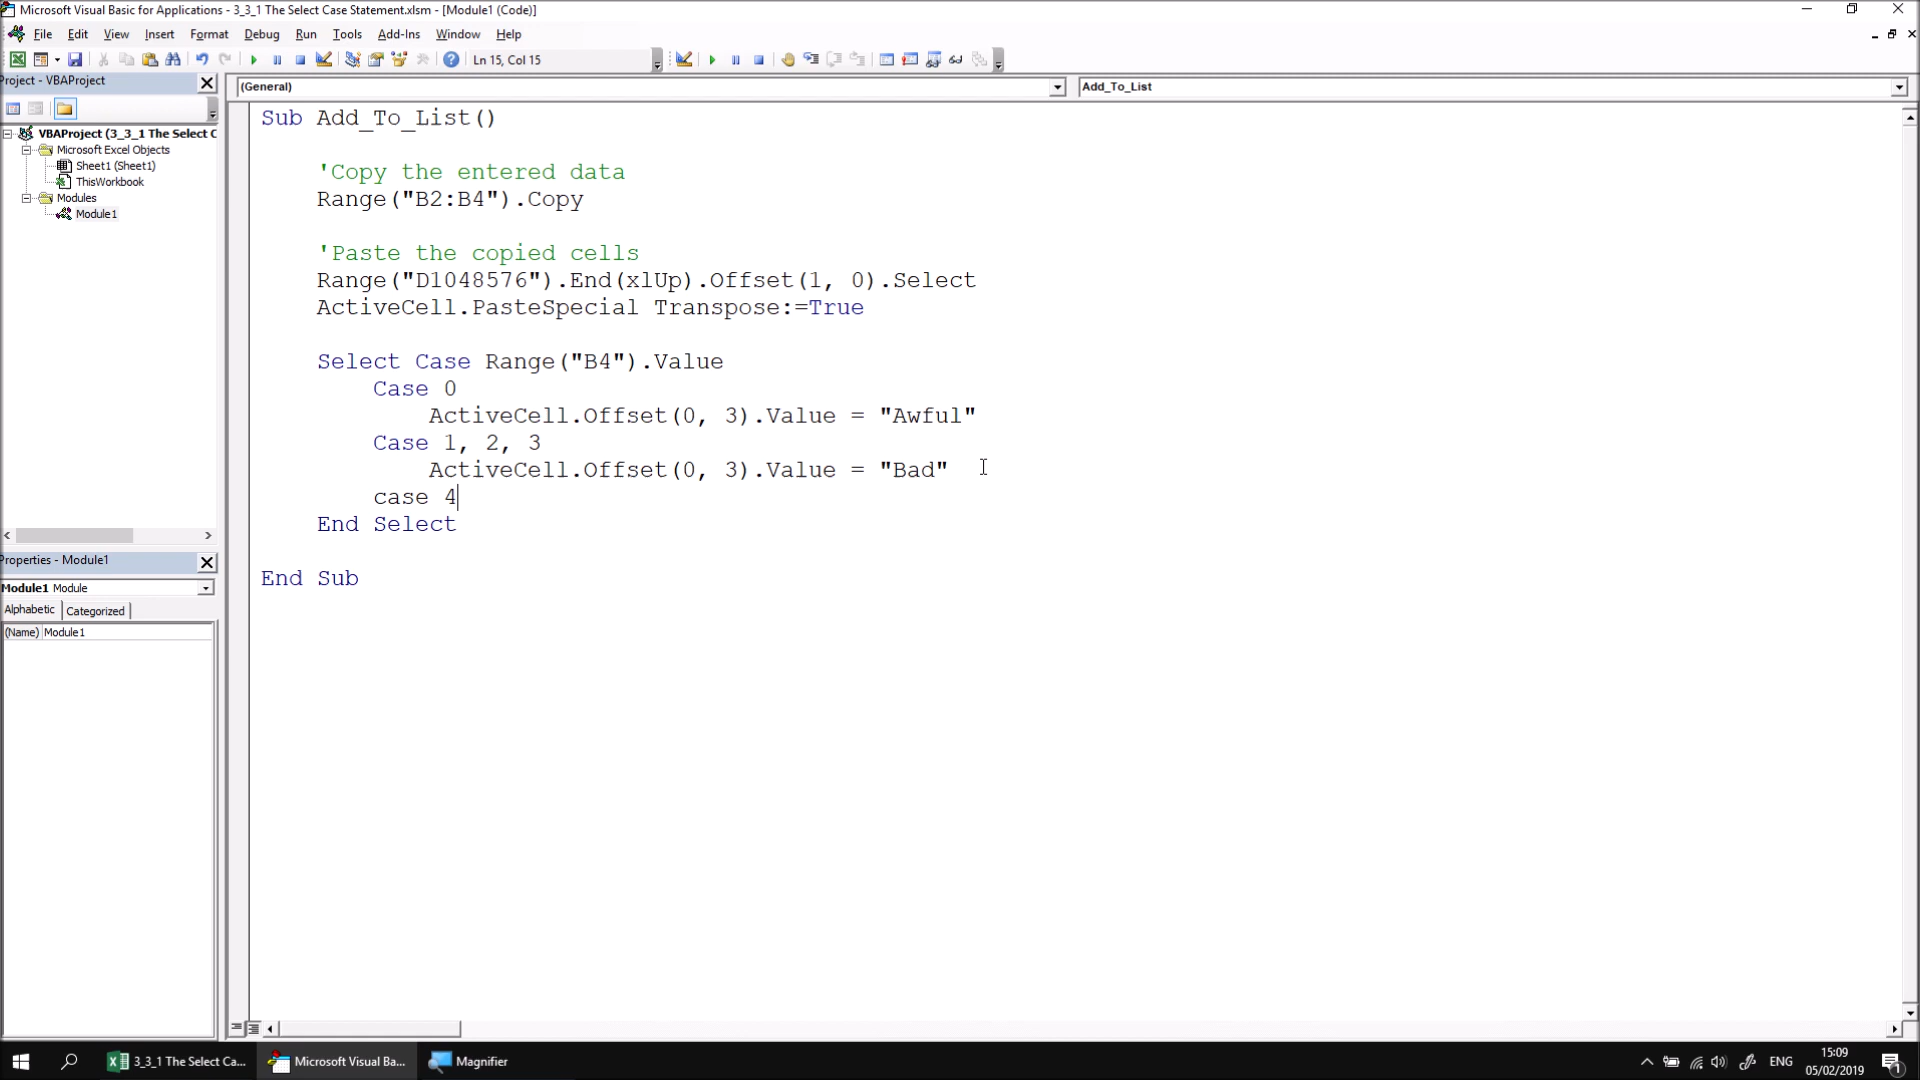 Microsoft Visual Basic for Applications - 3_3_1 The Select Case Statement.xlsm - [Module1 (Code)]
File Edit View Insert Format Debug Run Tools Add-Ins Window Help
Ln 15, Col 15
Project - VBAProject
(General)
Add_To_List
VBAProject (3_3_1 The Select C
Microsoft Excel Objects
Sheet1 (Sheet1)
ThisWorkbook
Modules
Module1
Properties - Module1
Module1 Module
Alphabetic Categorized
(Name) Module1
Sub Add_To_List()
'Copy the entered data
Range("B2:B4").Copy
'Paste the copied cells
Range("D1048576").End(xlUp).Offset(1, 0).Select
ActiveCell.PasteSpecial Transpose:=True
Select Case Range("B4").Value
Case 0
ActiveCell.Offset(0, 3).Value = "Awful"
Case 1, 2, 3
ActiveCell.Offset(0, 3).Value = "Bad"
case 4
End Select
End Sub
3_3_1 The Select Ca...
Microsoft Visual Ba...
Magnifier
ENG
15:09
05/02/2019
1